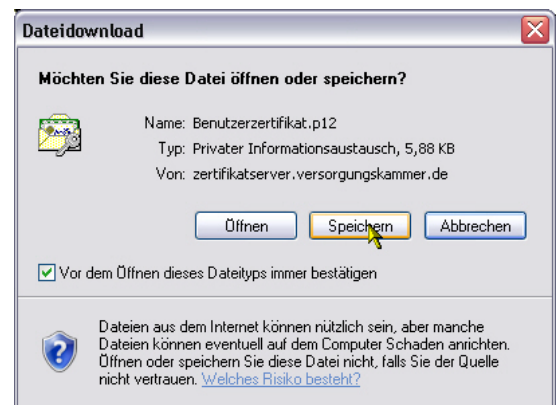 Dateidownload
Möchten Sie diese Datei öffnen oder speichern?
Name: Benutzerzertifikat.p12
Typ: Privater Informationsaustausch, 5,88 KB
Von: zertifikatserver.versorgungskammer.de
Öffnen Speichern Abbrechen
Vor dem Öffnen dieses Dateityps immer bestätigen
Dateien aus dem Internet können nützlich sein, aber manche
Dateien können eventuell auf dem Computer Schaden anrichten.
Öffnen oder speichern Sie diese Datei nicht, falls Sie der Quelle
nicht vertrauen. Welches Risiko besteht?